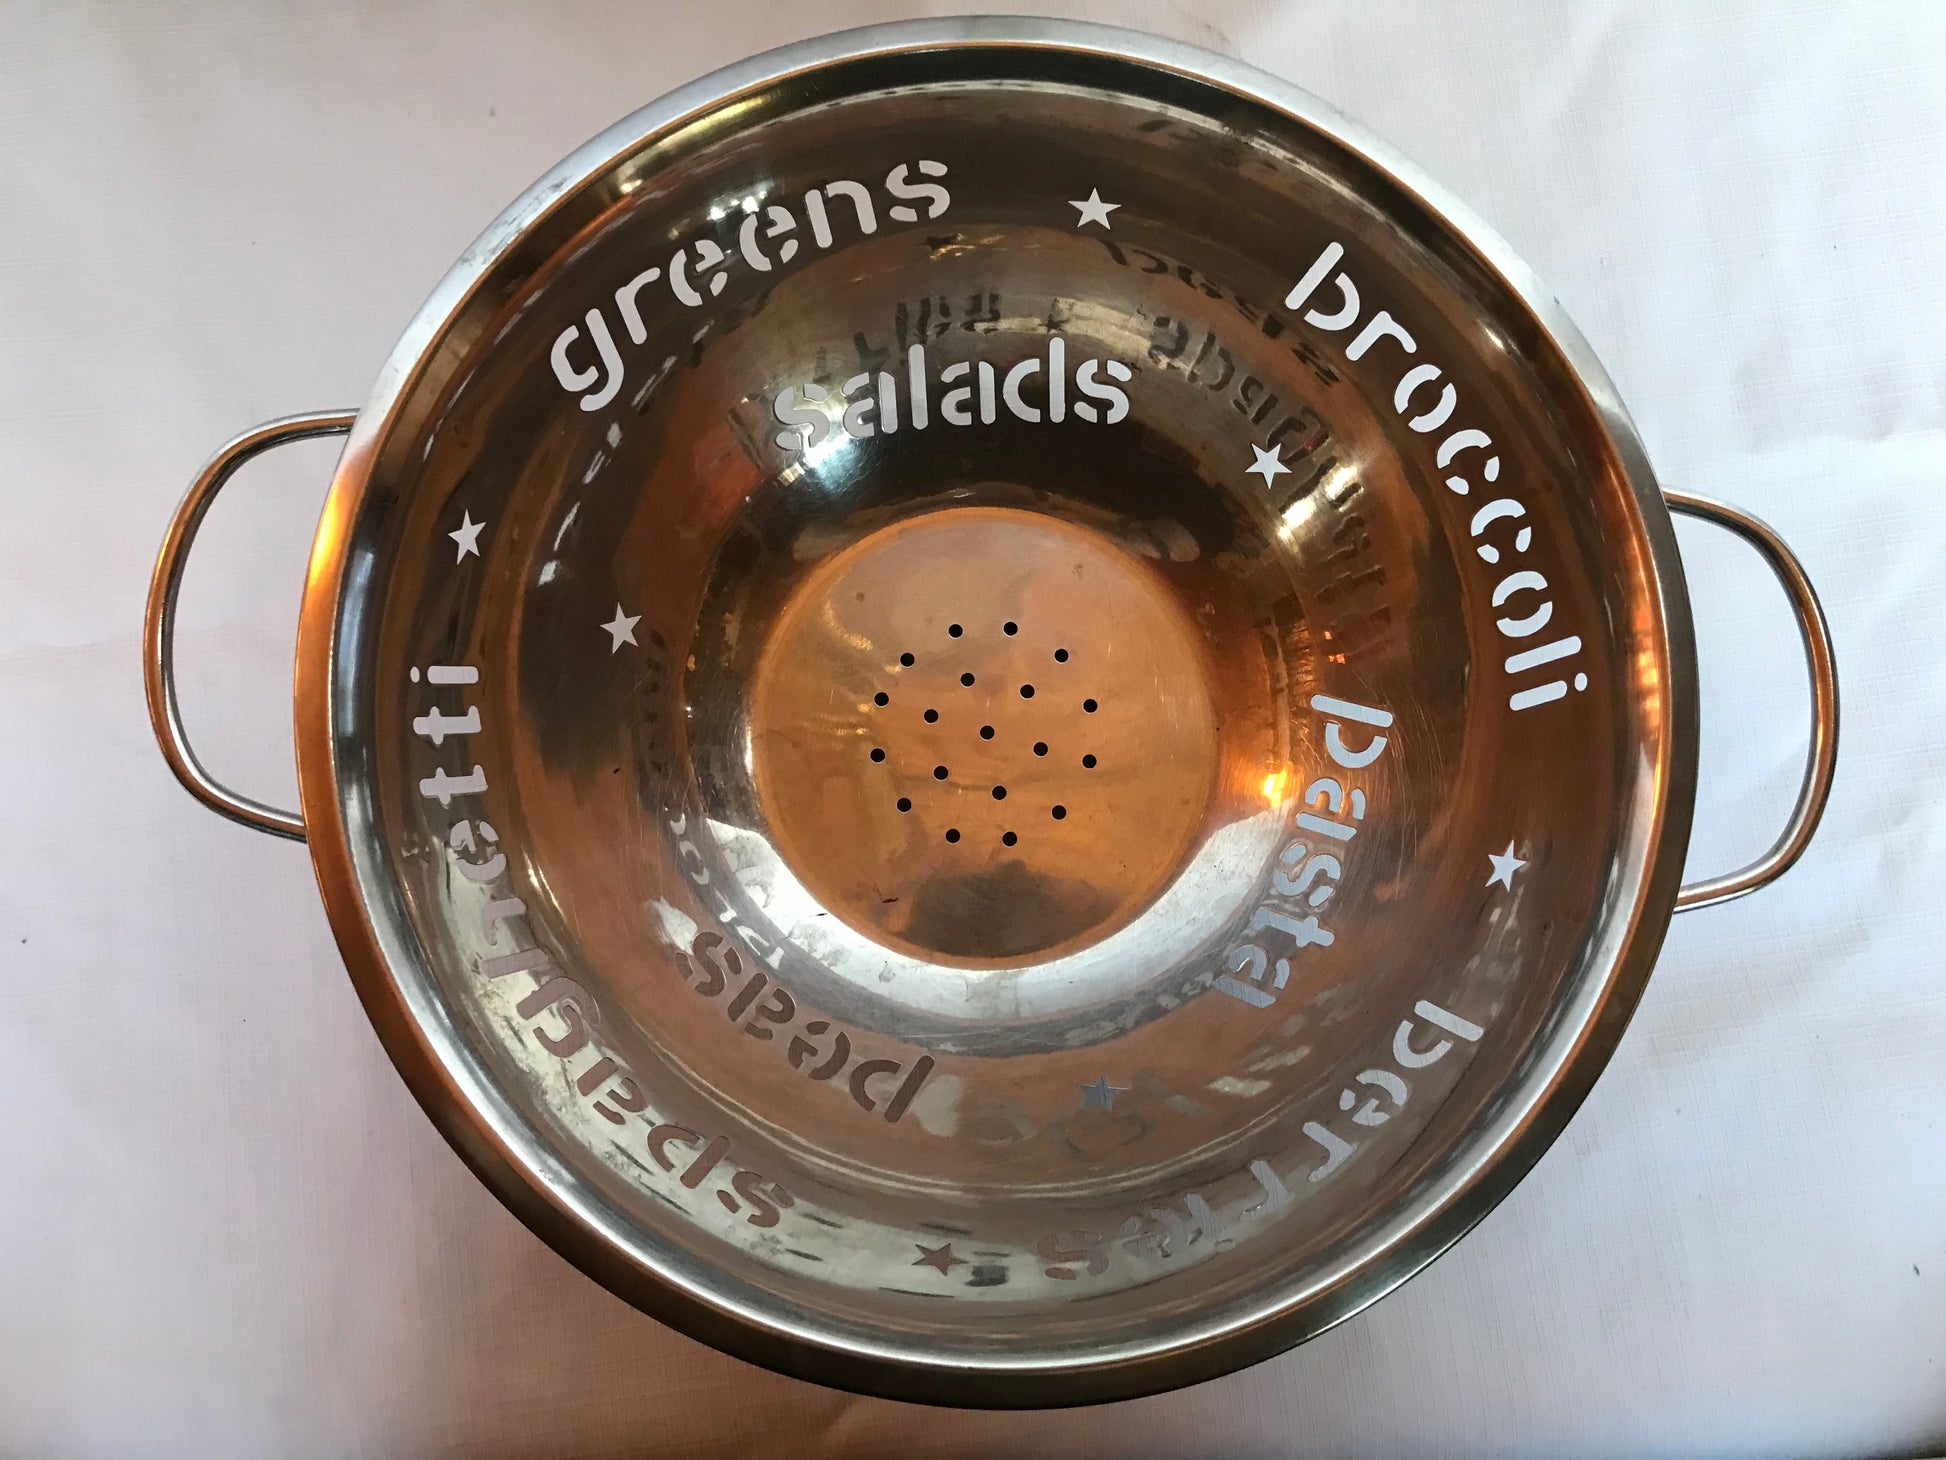 greens
broccoli
berries
spaghetti
salads
pasta
peas